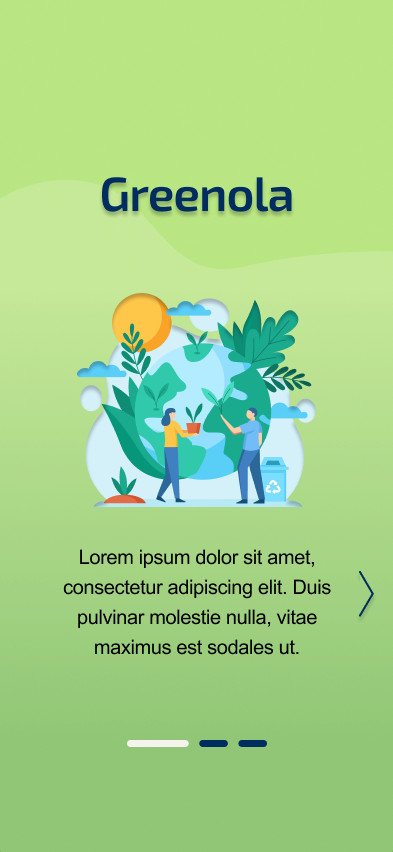 Greenola
Lorem ipsum dolor sit amet,
consectetur adipiscing elit. Duis
pulvinar molestie nulla, vitae
maximus est sodales ut.